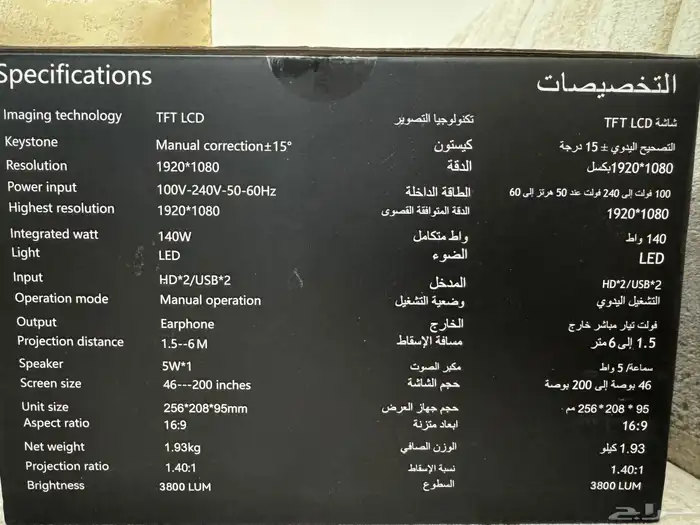 Specifications التخصيصات
Imaging technology TFT LCD تكنولوجيا التصوير شاشة TFT LCD
Keystone Manual correction±15° كيستون التصحيح اليدوي ± 15 درجة
Resolution 1920*1080 الدقة 1920*1080بكسل
Power input 100V-240V-50-60Hz الطاقة الداخلة 100 فولت إلى 240 فولت عند 50 هرتز إلى 60
Highest resolution 1920*1080 الدقة المتوافقة القصوى 1920*1080
Integrated watt 140W واط متكامل 140 واط
Light LED الضوء LED
Input HD*2/USB*2 المدخل HD*2/USB*2
Operation mode Manual operation وضعية التشغيل التشغيل اليدوي
Output Earphone الخارج فولت تيار مباشر خارج
Projection distance 1.5--6M مسافة الإسقاط 1.5 إلى 6 متر
Speaker 5W*1 مكبر الصوت سماعة/ 5 واط
Screen size 46---200 inches حجم الشاشة 46 بوصة إلى 200 بوصة
Unit size 256*208*95mm حجم جهاز العرض 95 * 208 * 256 مم
Aspect ratio 16:9 ابعاد متزنة 16:9
Net weight 1.93kg الوزن الصافي 1.93 كيلو
Projection ratio 1.40:1 نسبة الإسقاط 1.40:1
Brightness 3800 LUM السطوع 3800 LUM
حراج